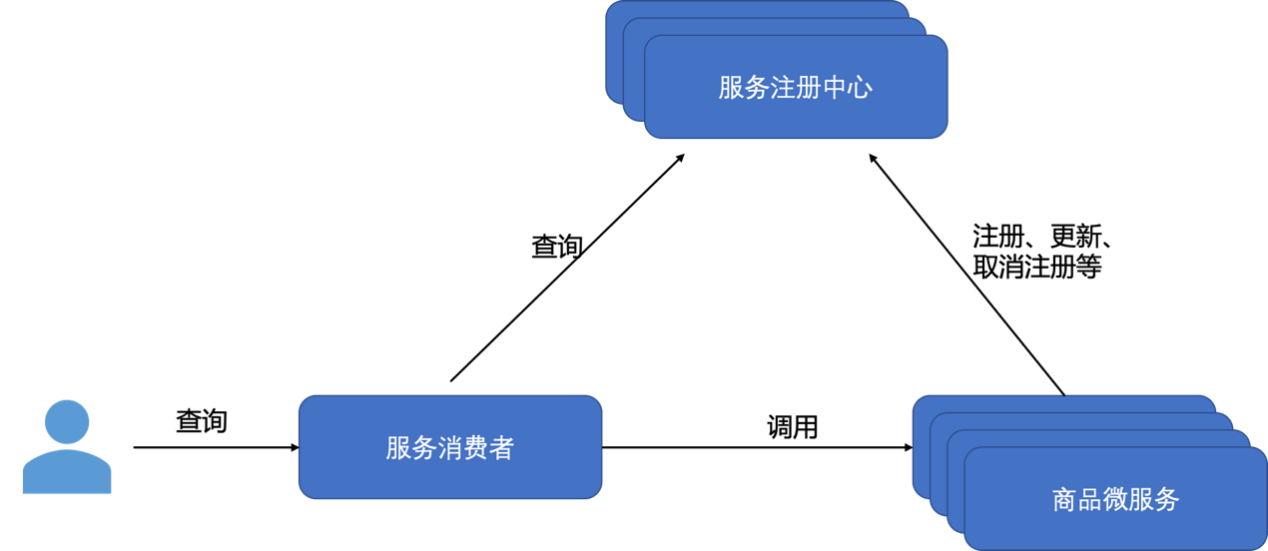 服务注册中心
查询
注册、更新、
取消注册等
查询
服务消费者
调用
商品微服务